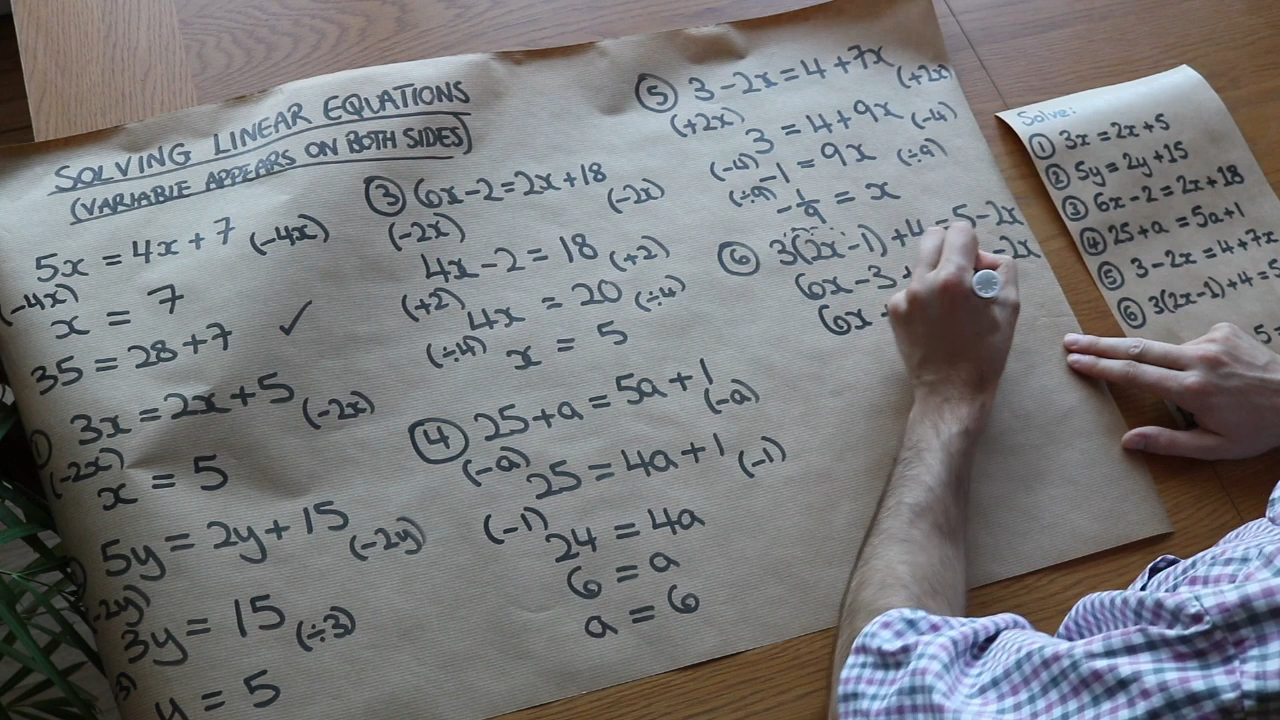 SOLVING LINEAR EQUATIONS
(VARIABLE APPEARS ON BOTH SIDES)
5x = 4x + 7 (-4x)
(-4x)
x = 7
35 = 28 + 7 ✓
3x = 2x + 5 (-2x)
(-2x)
x = 5
5y = 2y + 15 (-2y)
3y = 15 (÷3)
y = 5
③ 6x - 2 = 2x + 18 (-2x)
(-2x)
4x - 2 = 18 (+2)
(+2)
4x = 20 (÷4)
(÷4)
x = 5
④ 25 + a = 5a + 1 (-a)
(-a)
25 = 4a + 1 (-1)
(-1)
24 = 4a
6 = a
a = 6
⑤ 3 - 2x = 4 + 7x (+2x)
(+2x)
3 = 4 + 9x (-4)
(-4)
-1 = 9x (÷9)
(÷9)
-1/9 = x
⑥ 3(2x - 1) + 4 = 5 - 2x
6x - 3 + - 2x
6x +
Solve:
① 3x = 2x + 5
② 5y = 2y + 15
③ 6x - 2 = 2x + 18
④ 25 + a = 5a + 1
⑤ 3 - 2x = 4 + 7x
⑥ 3(2x - 1) + 4 = 5